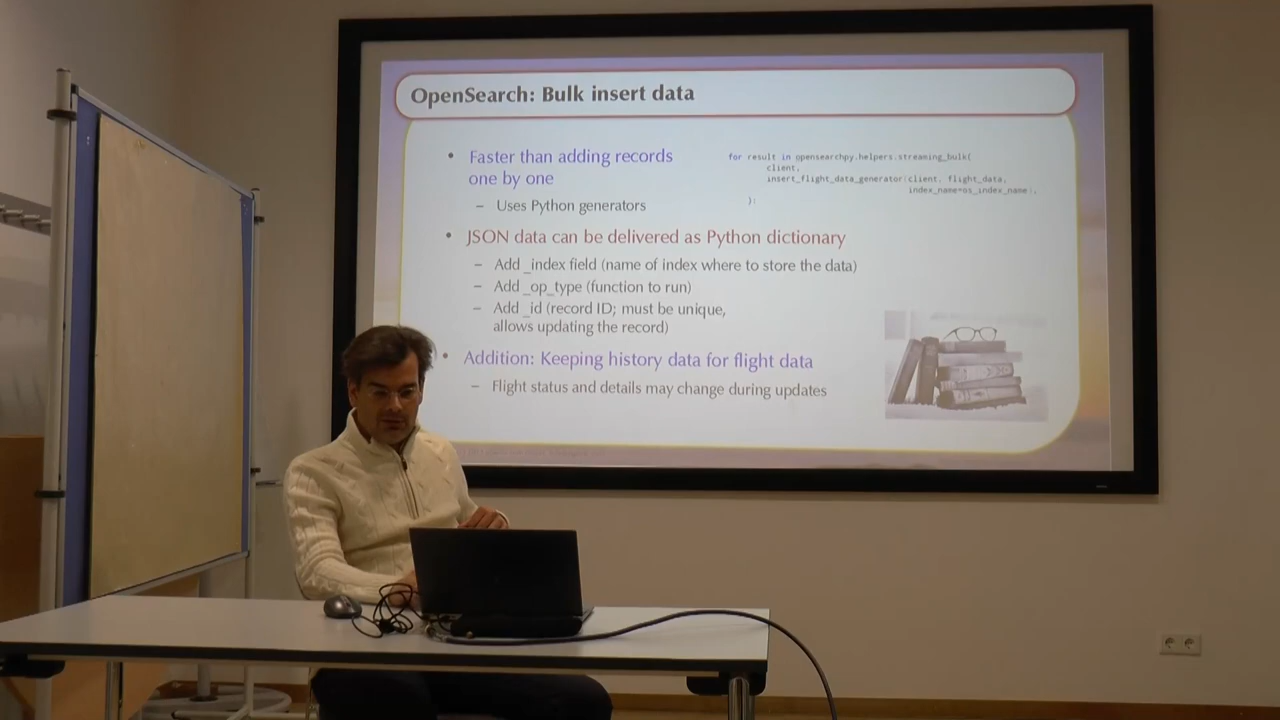 OpenSearch: Bulk insert data
• Faster than adding records
one by one
– Uses Python generators
for result in opensearchpy.helpers.streaming_bulk(
client,
insert_flight_data_generator(client, flight_data,
index_name=os_index_name),
):
• JSON data can be delivered as Python dictionary
– Add _index field (name of index where to store the data)
– Add _op_type (function to run)
– Add _id (record ID; must be unique,
allows updating the record)
• Addition: Keeping history data for flight data
– Flight status and details may change during updates